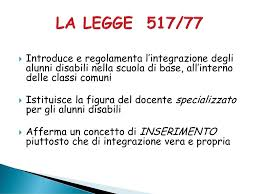 LA LEGGE 517/77
Introduce e regolamenta l'integrazione degli
alunni disabili nella scuola di base, all'interno
delle classi comuni
Istituisce la figura del docente specializzato
per gli alunni disabili
Afferma un concetto di INSERIMENTO
piuttosto che di integrazione vera e propria